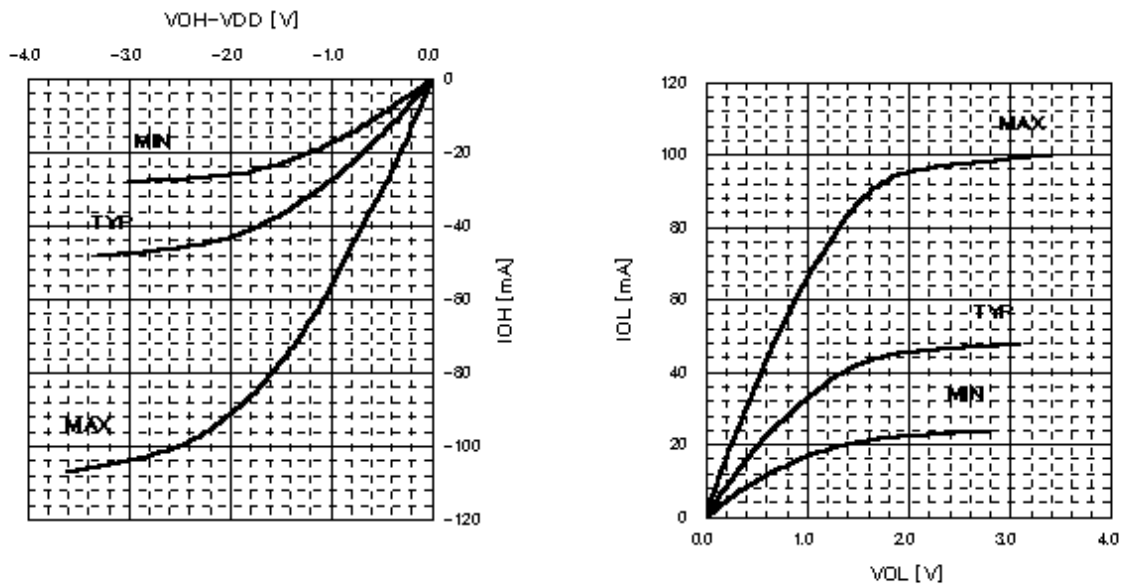 VOH-VDD [V]
-4.0 -3.0 -2.0 -1.0 0.0
0
-20
-40
-60
-80
-100
-120
IOH [mA]
MIN
TYP
MAX
120
100
80
60
40
20
0
IOL [mA]
MAX
TYP
MIN
0.0 1.0 2.0 3.0 4.0
VOL [V]